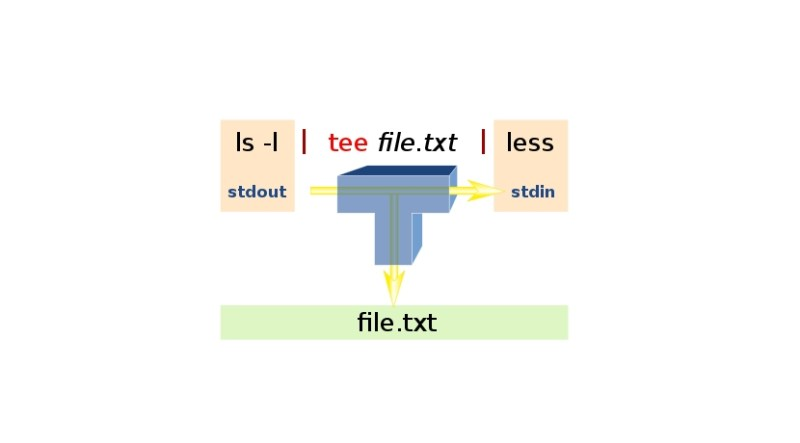 ls -l | tee file.txt | less
stdout stdin
file.txt